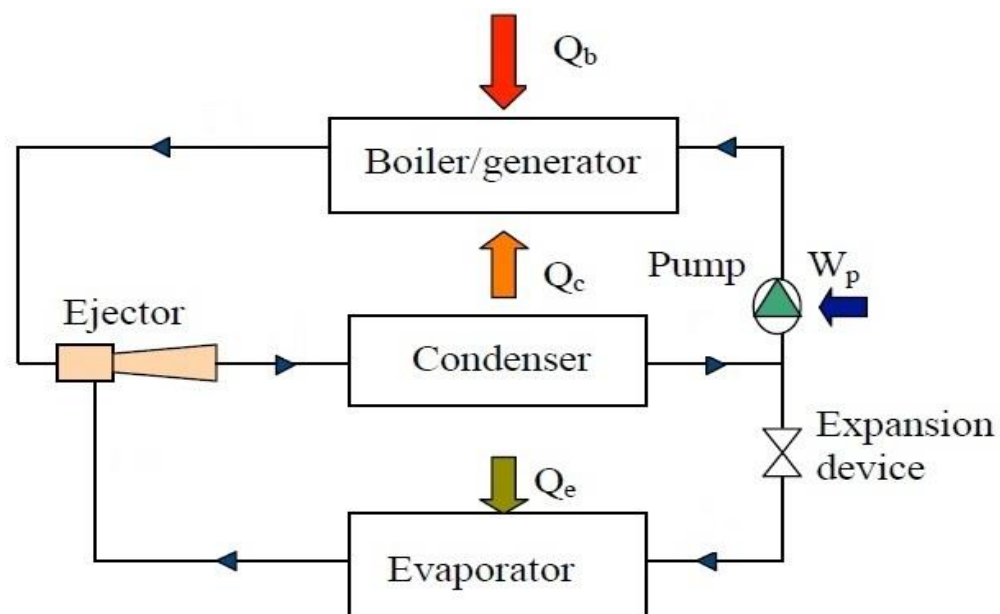 Q_b
Boiler/generator
Q_c
Pump
W_p
Ejector
Condenser
Expansion
device
Q_e
Evaporator